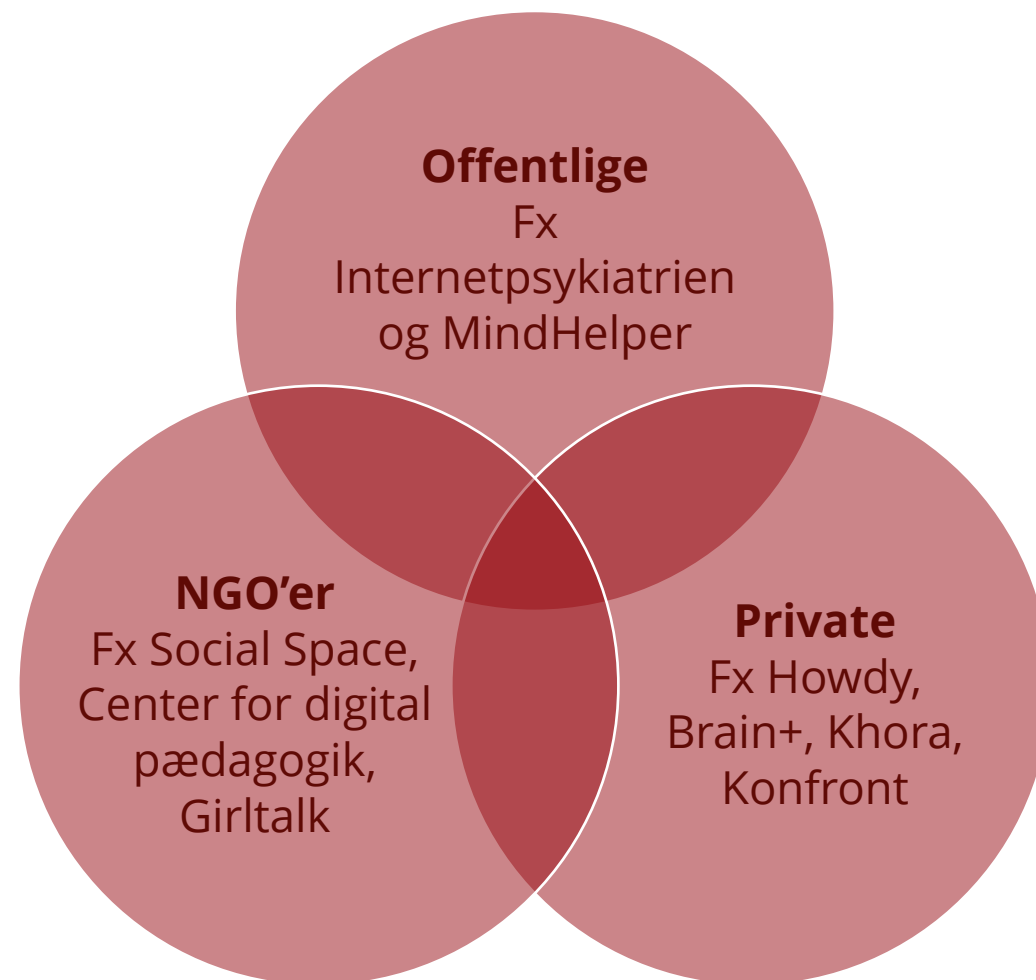 Offentlige
Fx
Internetpsykiatrien
og MindHelper
NGO’er
Fx Social Space,
Center for digital
pædagogik,
Girltalk
Private
Fx Howdy,
Brain+, Khora,
Konfront